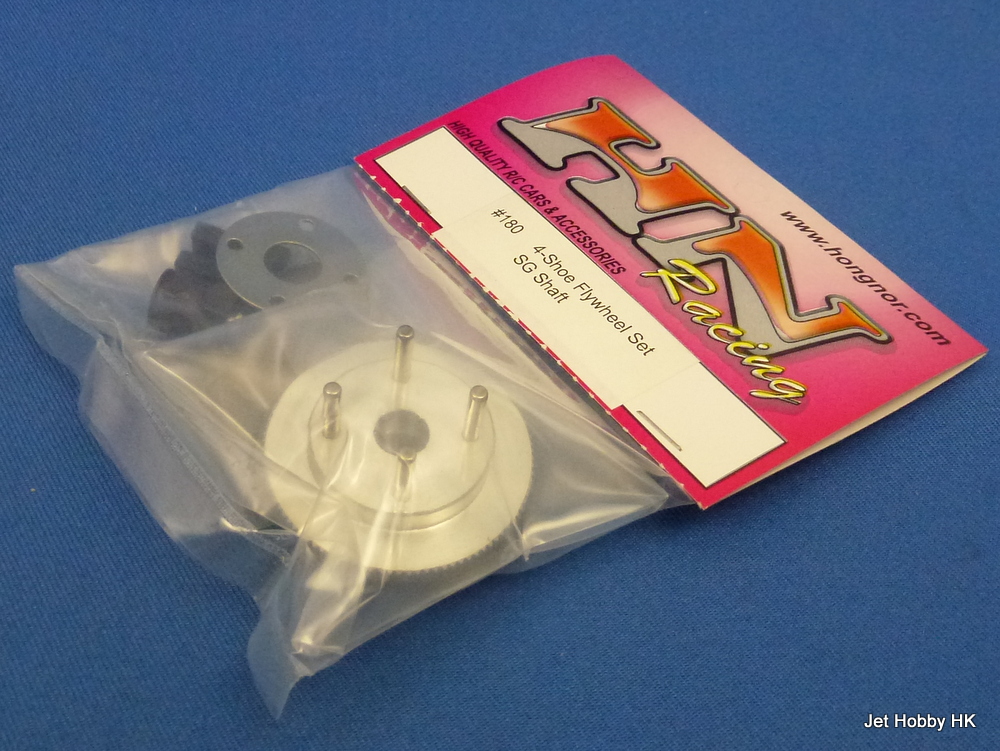 HN
Racing
www.hongnor.com
HIGH QUALITY R/C CARS & ACCESSORIES
#180 4-Shoe Flywheel Set
SG Shaft
Jet Hobby HK